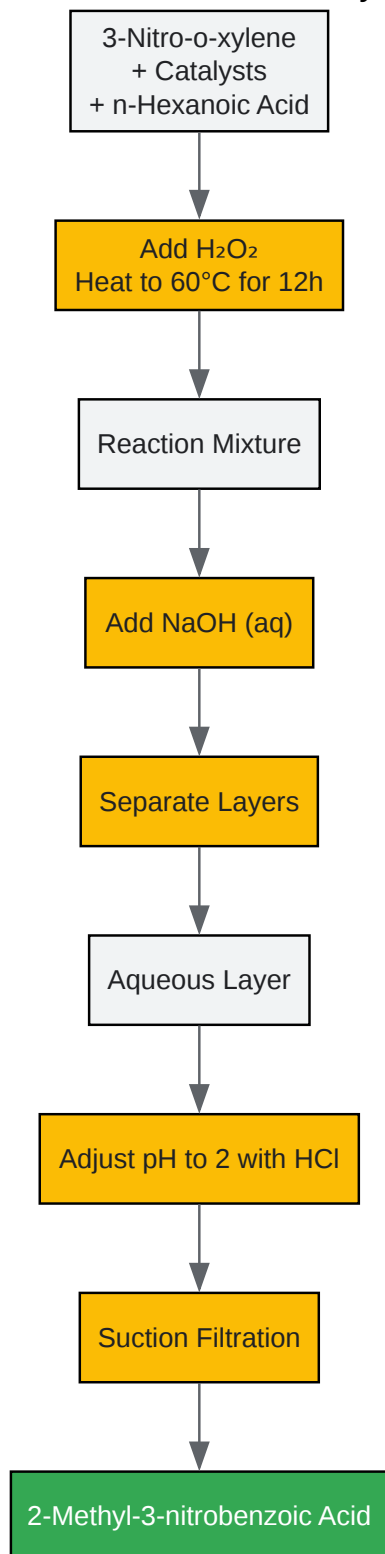 3-Nitro-o-xylene
+ Catalysts
+ n-Hexanoic Acid
Add H₂O₂
Heat to 60°C for 12h
Reaction Mixture
Add NaOH (aq)
Separate Layers
Aqueous Layer
Adjust pH to 2 with HCl
Suction Filtration
2-Methyl-3-nitrobenzoic Acid